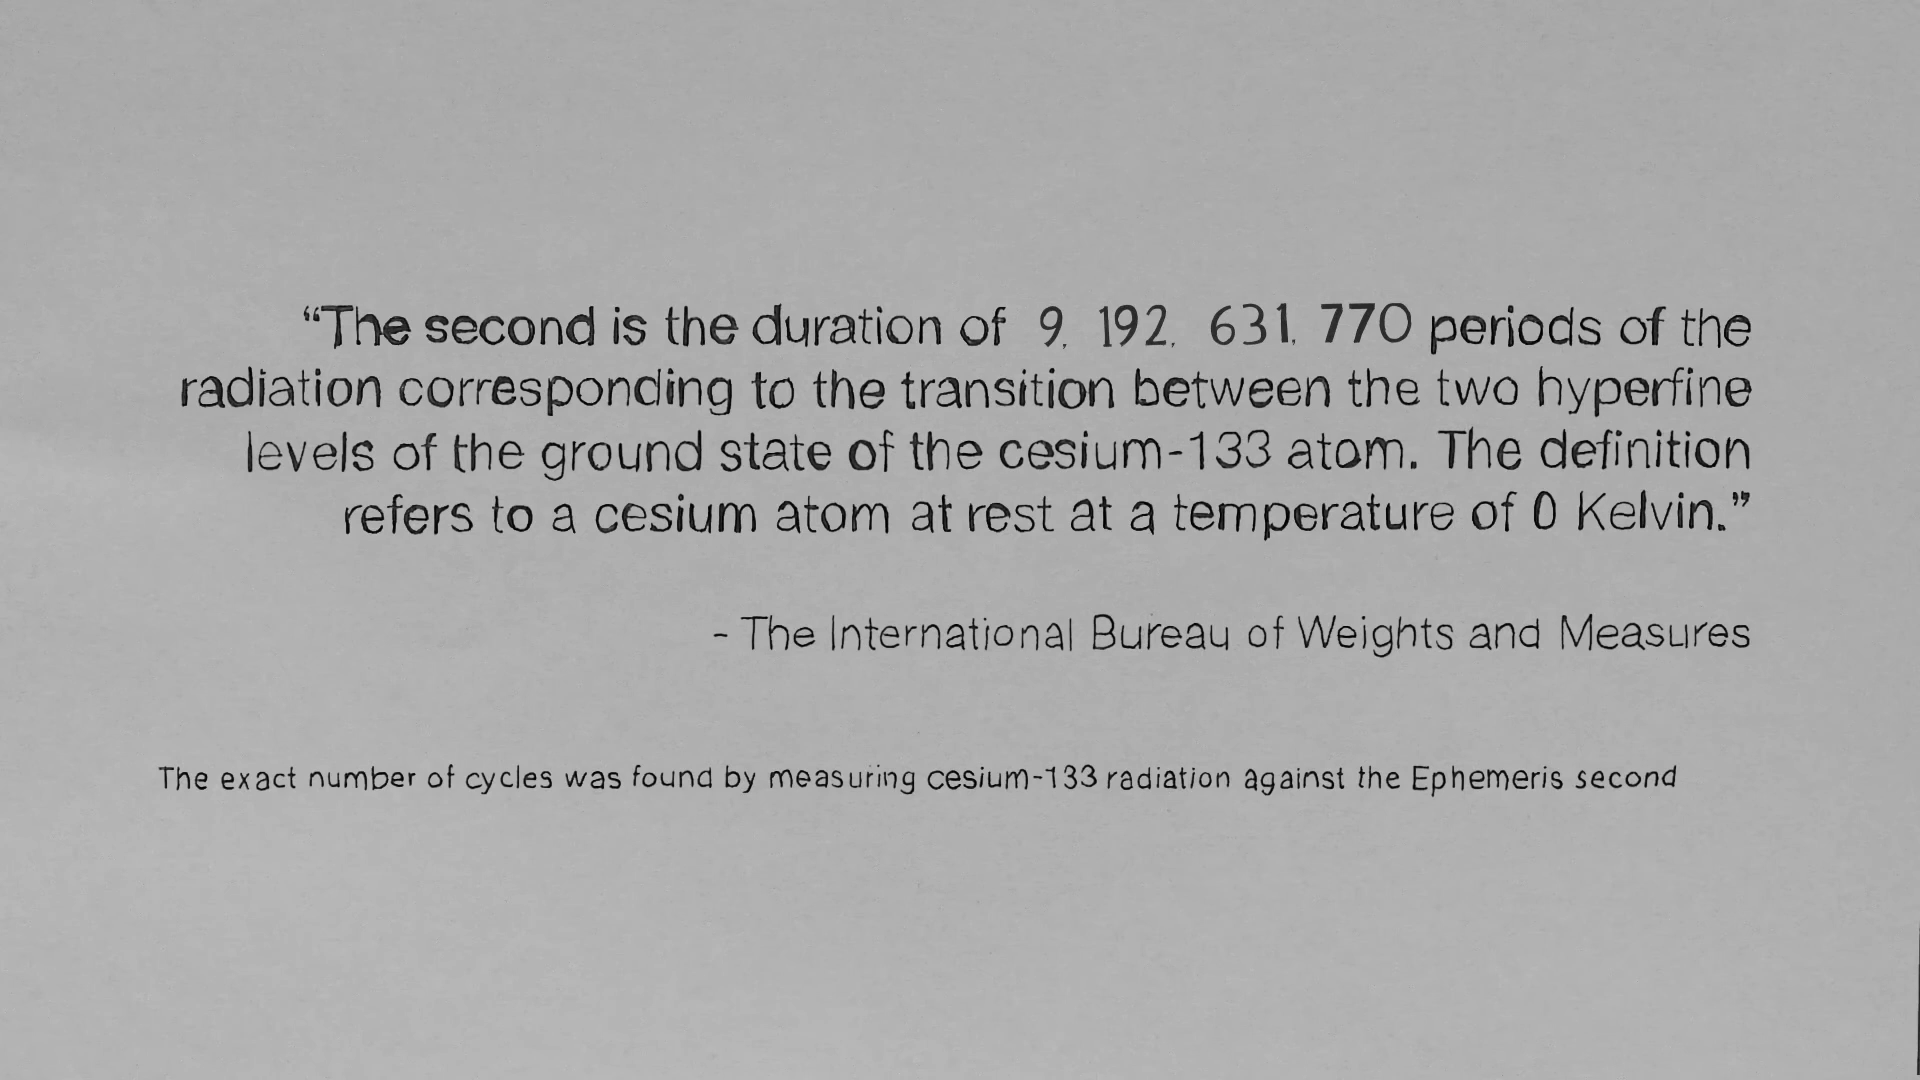 “The second is the duration of 9, 192, 631, 770 periods of the
radiation corresponding to the transition between the two hyperfine
levels of the ground state of the cesium-133 atom. The definition
refers to a cesium atom at rest at a temperature of 0 Kelvin.”
- The International Bureau of Weights and Measures
The exact number of cycles was found by measuring cesium-133 radiation against the Ephemeris second